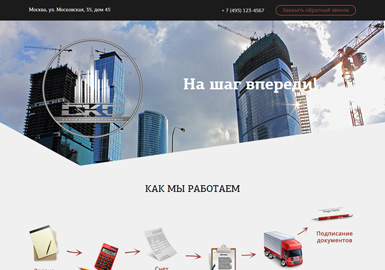 Москва, ул. Московская, 35, дом 45
+ 7 (495) 123-4567
Заказать обратный звонок
На шаг впереди!
КАК МЫ РАБОТАЕМ
Подписание
документов
Счет